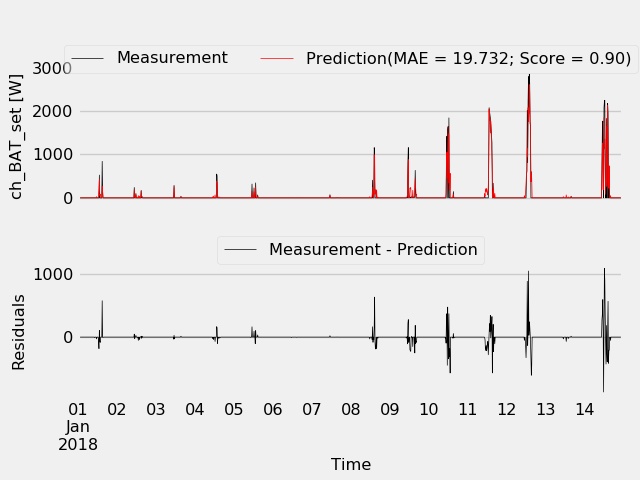 Measurement
Prediction(MAE = 19.732; Score = 0.90)
3000
2000
1000
0
ch_BAT_set [W]
Measurement - Prediction
1000
0
Residuals
01 02 03 04 05 06 07 08 09 10 11 12 13 14
Jan
2018
Time